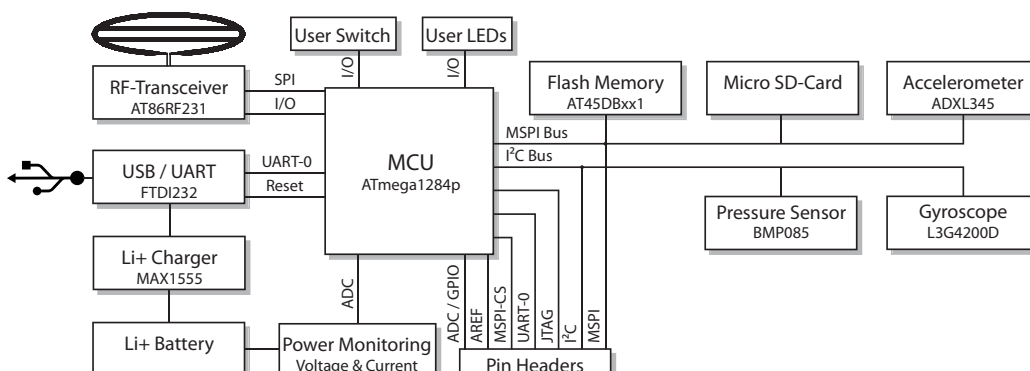 User Switch
User LEDs
I/O
I/O
RF-Transceiver
AT86RF231
SPI
I/O
Flash Memory
AT45DBxx1
Micro SD-Card
Accelerometer
ADXL345
MSPI Bus
I²C Bus
MCU
ATmega1284p
USB / UART
FTDI232
UART-0
Reset
Pressure Sensor
BMP085
Gyroscope
L3G4200D
Li+ Charger
MAX1555
ADC
ADC / GPIO
AREF
MSPI-CS
UART-0
JTAG
I²C
MSPI
Li+ Battery
Power Monitoring
Voltage & Current
Pin Headers